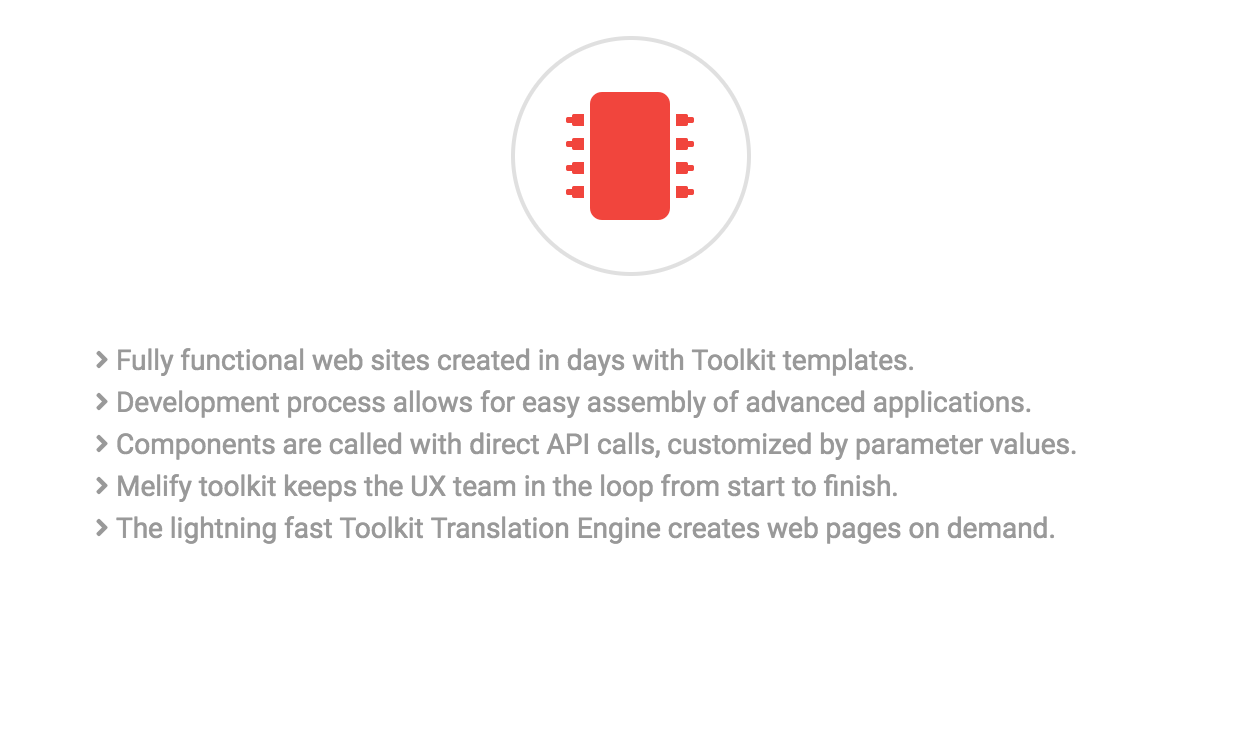 Fully functional web sites created in days with Toolkit templates.
Development process allows for easy assembly of advanced applications.
Components are called with direct API calls, customized by parameter values.
Melify toolkit keeps the UX team in the loop from start to finish.
The lightning fast Toolkit Translation Engine creates web pages on demand.